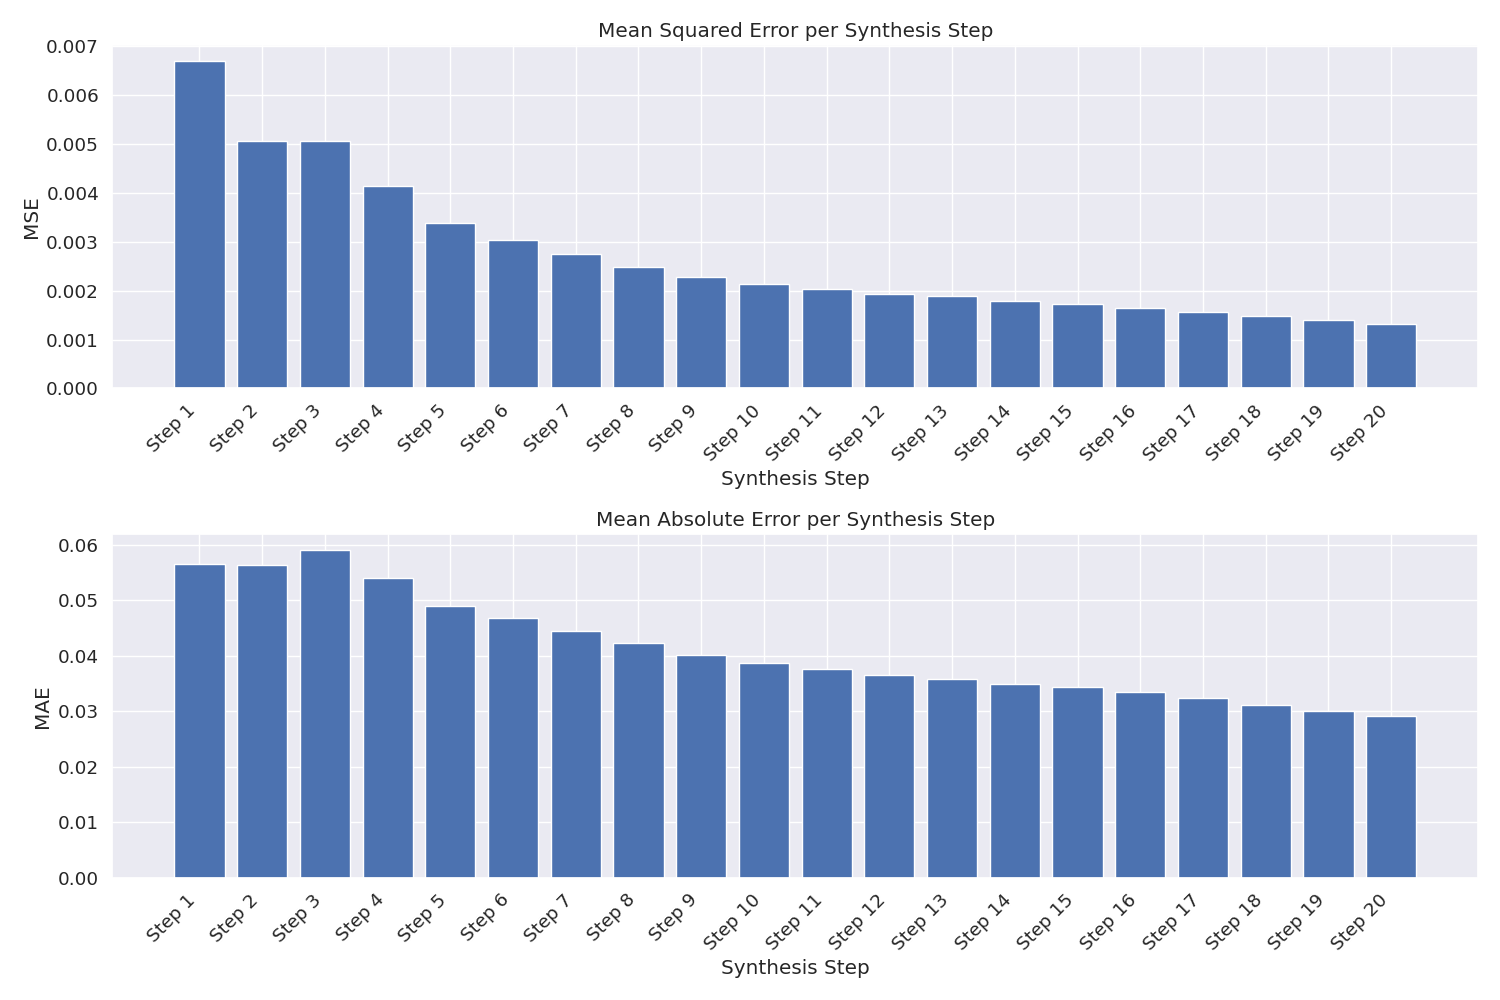 Mean Squared Error per Synthesis Step
0.007
0.006
0.005
0.004
0.003
0.002
0.001
0.000
MSE
Step 1
Step 2
Step 3
Step 4
Step 5
Step 6
Step 7
Step 8
Step 9
Step 10
Step 11
Step 12
Step 13
Step 14
Step 15
Step 16
Step 17
Step 18
Step 19
Step 20
Synthesis Step
Mean Absolute Error per Synthesis Step
0.06
0.05
0.04
0.03
0.02
0.01
0.00
MAE
Step 1
Step 2
Step 3
Step 4
Step 5
Step 6
Step 7
Step 8
Step 9
Step 10
Step 11
Step 12
Step 13
Step 14
Step 15
Step 16
Step 17
Step 18
Step 19
Step 20
Synthesis Step